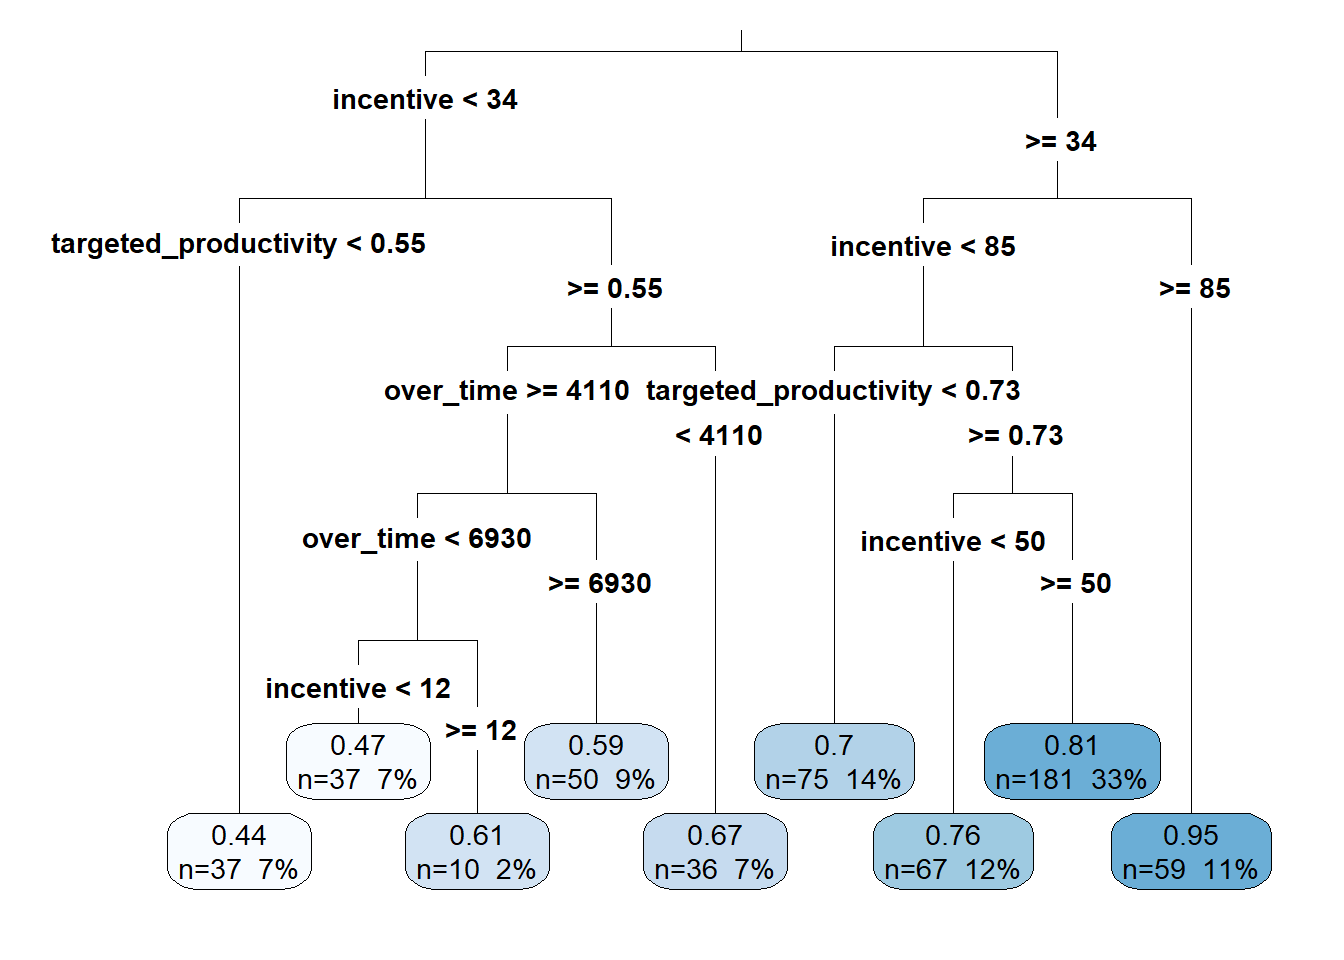 incentive < 34
>= 34
targeted_productivity < 0.55
incentive < 85
>= 0.55
>= 85
over_time >= 4110
targeted_productivity < 0.73
< 4110
>= 0.73
over_time < 6930
incentive < 50
>= 6930
>= 50
incentive < 12
>= 12
0.47
n=37 7%
0.59
n=50 9%
0.7
n=75 14%
0.81
n=181 33%
0.44
n=37 7%
0.61
n=10 2%
0.67
n=36 7%
0.76
n=67 12%
0.95
n=59 11%